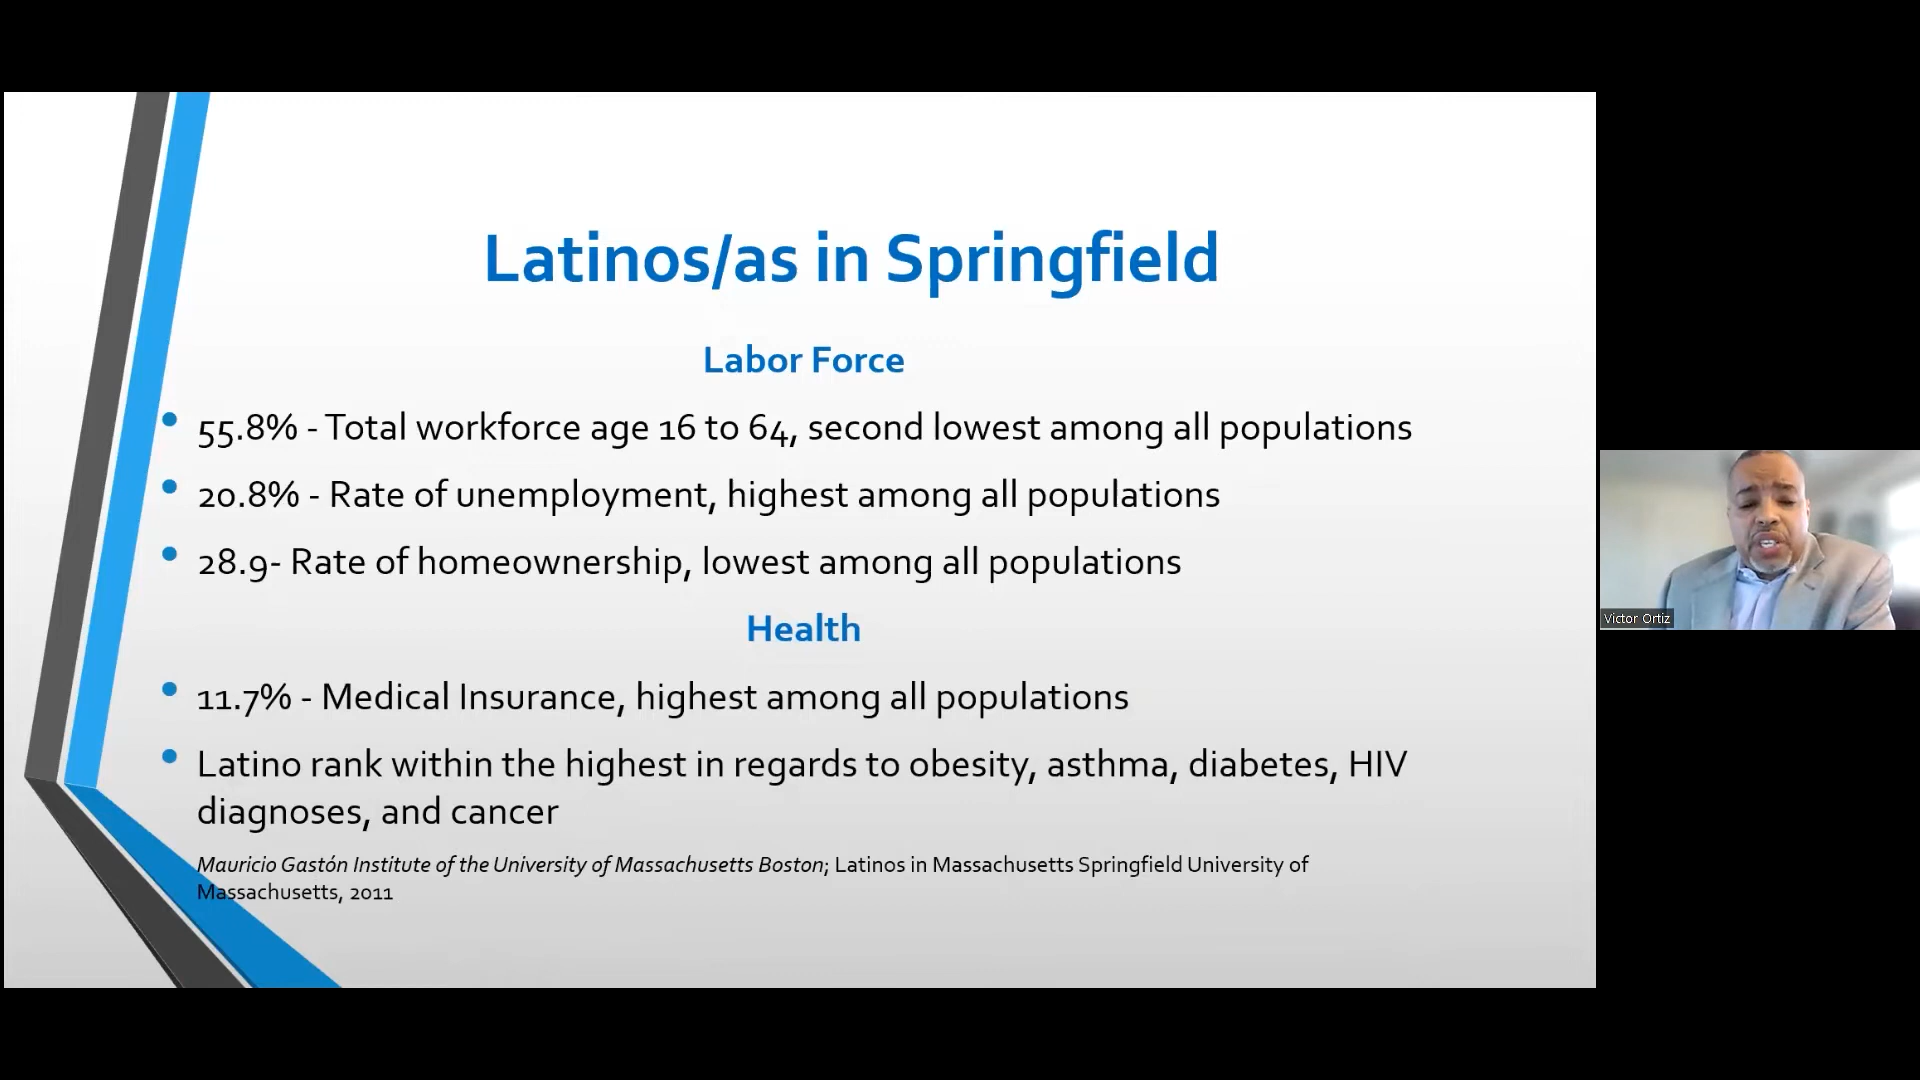 Latinos/as in Springfield
Labor Force
• 55.8% - Total workforce age 16 to 64, second lowest among all populations
• 20.8% - Rate of unemployment, highest among all populations
• 28.9- Rate of homeownership, lowest among all populations
Health
• 11.7% - Medical Insurance, highest among all populations
• Latino rank within the highest in regards to obesity, asthma, diabetes, HIV
diagnoses, and cancer
Mauricio Gastón Institute of the University of Massachusetts Boston; Latinos in Massachusetts Springfield University of
Massachusetts, 2011
Victor Ortiz